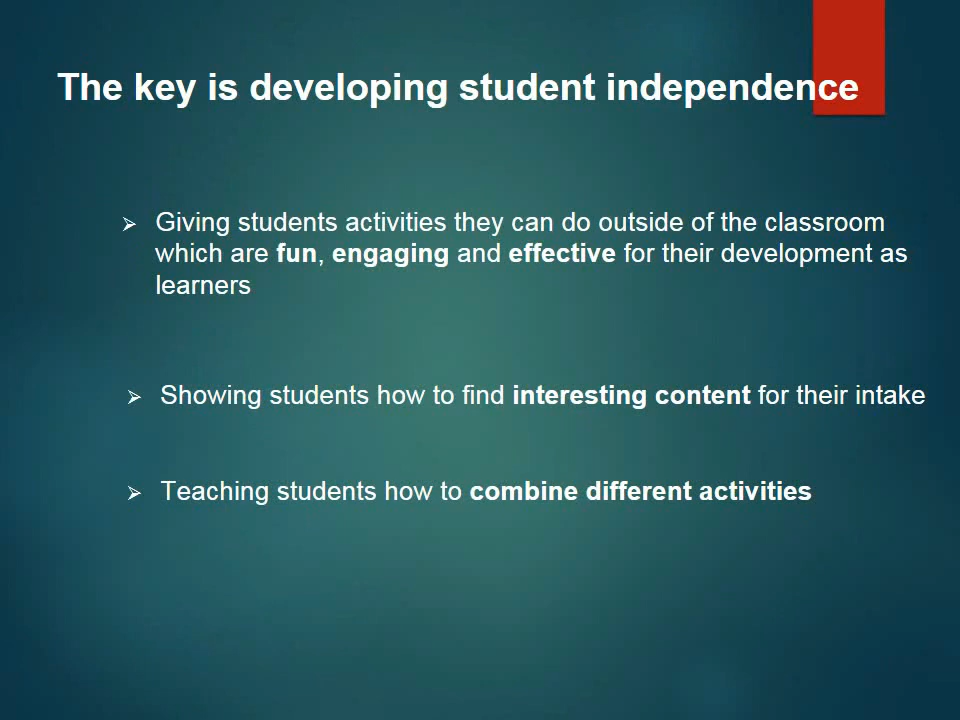 The key is developing student independence
Giving students activities they can do outside of the classroom
which are fun, engaging and effective for their development as
learners
Showing students how to find interesting content for their intake
Teaching students how to combine different activities